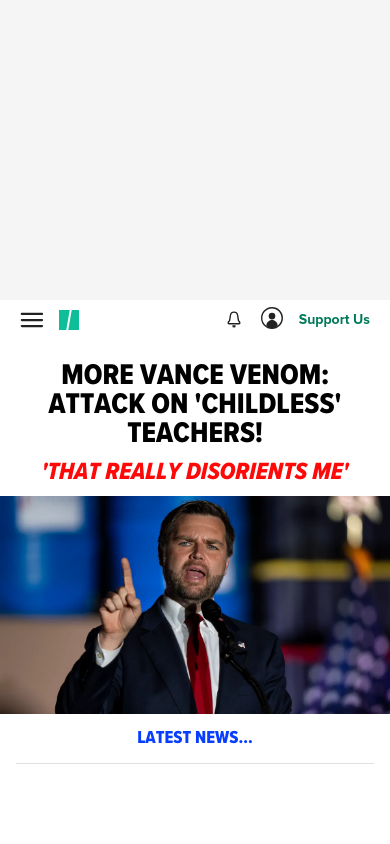 Support Us
MORE VANCE VENOM:
ATTACK ON 'CHILDLESS'
TEACHERS!
'THAT REALLY DISORIENTS ME'
LATEST NEWS...